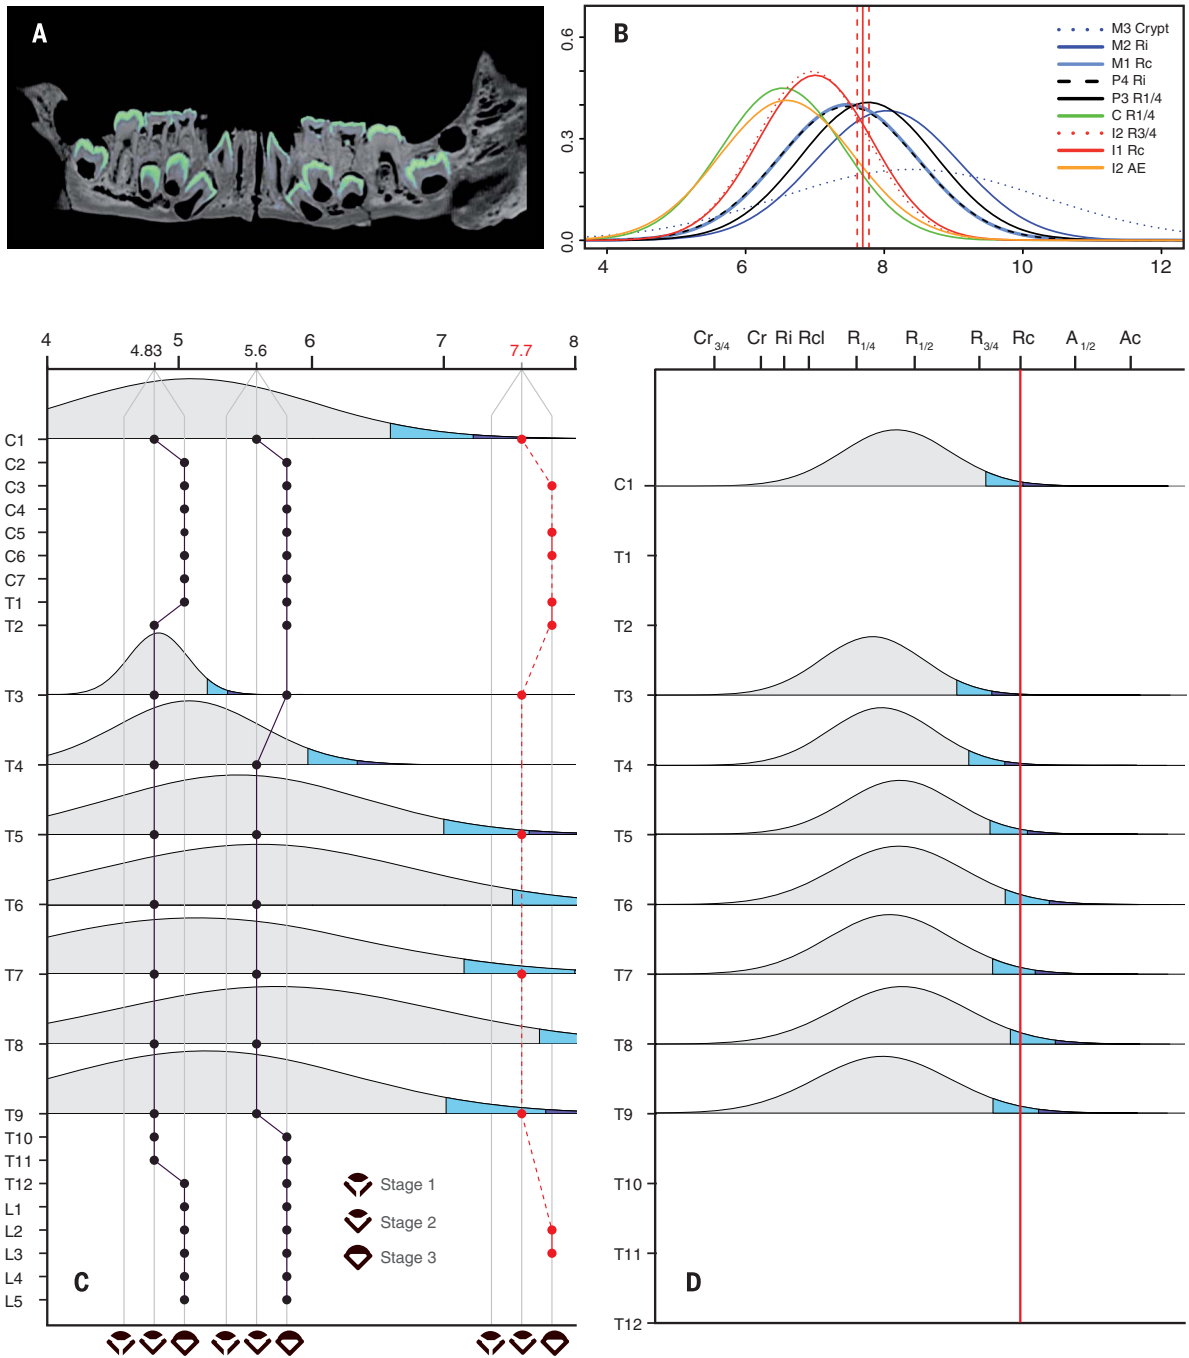 A
B
0.6
0.3
0.0
4
6
8
10
12
M3 Crypt
M2 Ri
M1 Rc
P4 Ri
P3 R1/4
C R1/4
I2 R3/4
I1 Rc
I2 AE
4
5
6
7
8
4.83
5.6
7.7
C1
C2
C3
C4
C5
C6
C7
T1
T2
T3
T4
T5
T6
T7
T8
T9
T10
T11
T12
L1
L2
L3
L4
L5
Stage 1
Stage 2
Stage 3
C
Cr3/4
Cr
Ri
Rcl
R1/4
R1/2
R3/4
Rc
A1/2
Ac
C1
T1
T2
T3
T4
T5
T6
T7
T8
T9
T10
T11
T12
D